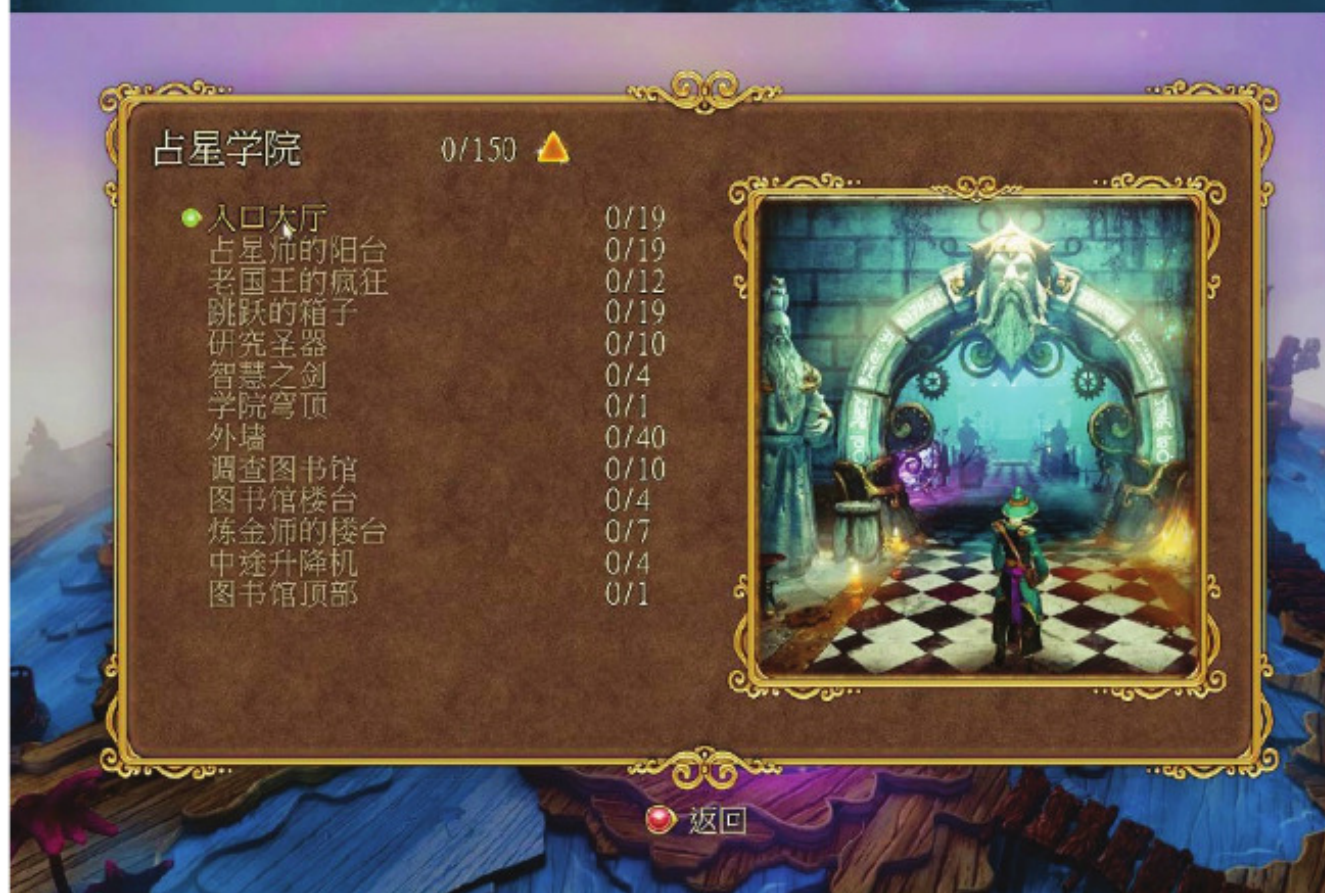 占星学院 0/150
入口大厅 0/19
占星师的阳台 0/19
老国王的疯狂 0/12
跳跃的箱子 0/19
研究圣器 0/10
智慧之剑 0/4
学院穹顶 0/1
外墙 0/40
调查图书馆 0/10
图书馆楼台 0/4
炼金师的楼台 0/7
中途升降机 0/4
图书馆顶部 0/1
返回